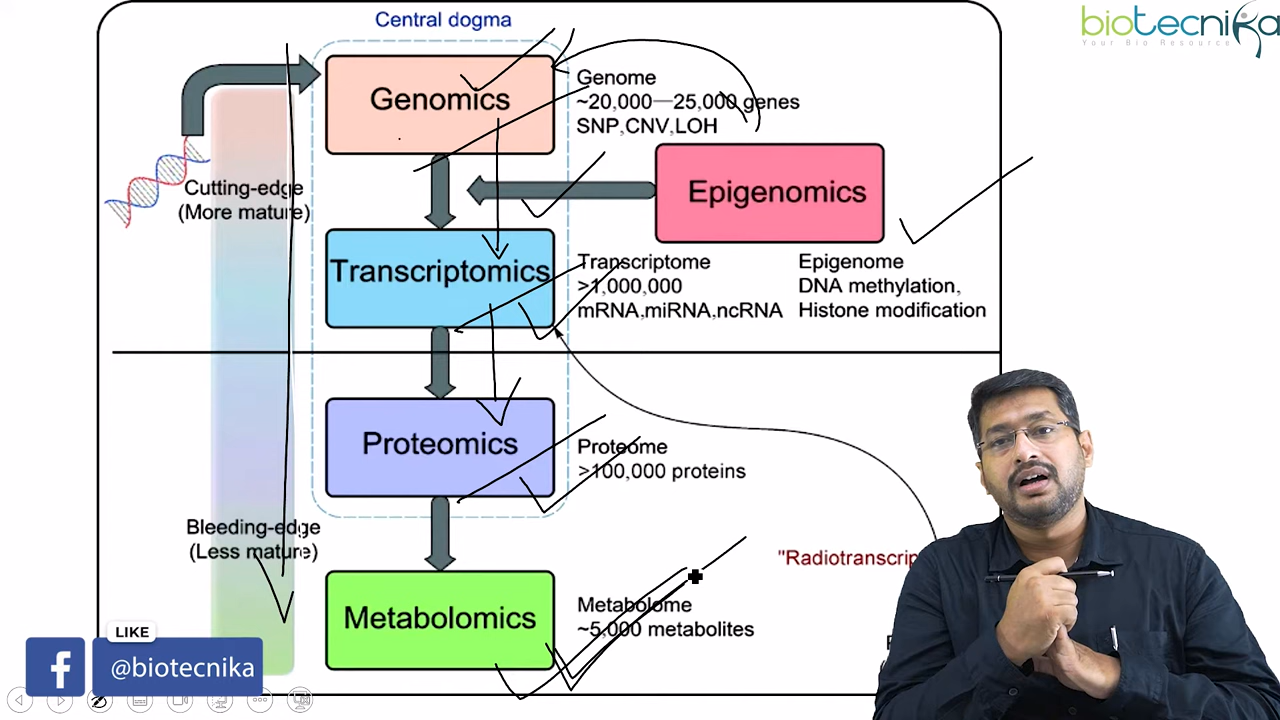 Central dogma
biotecnika
Your Bio Resource
Genomics
Genome
~20,000—25,000 genes
SNP,CNV,LOH
Cutting-edge
(More mature)
Epigenomics
Transcriptomics
Transcriptome
>1,000,000
mRNA,miRNA,ncRNA
Epigenome
DNA methylation,
Histone modification
Proteomics
Proteome
>100,000 proteins
Bleeding-edge
(Less mature)
"Radiotranscrip
Metabolomics
Metabolome
~5,000 metabolites
LIKE
f
@biotecnika